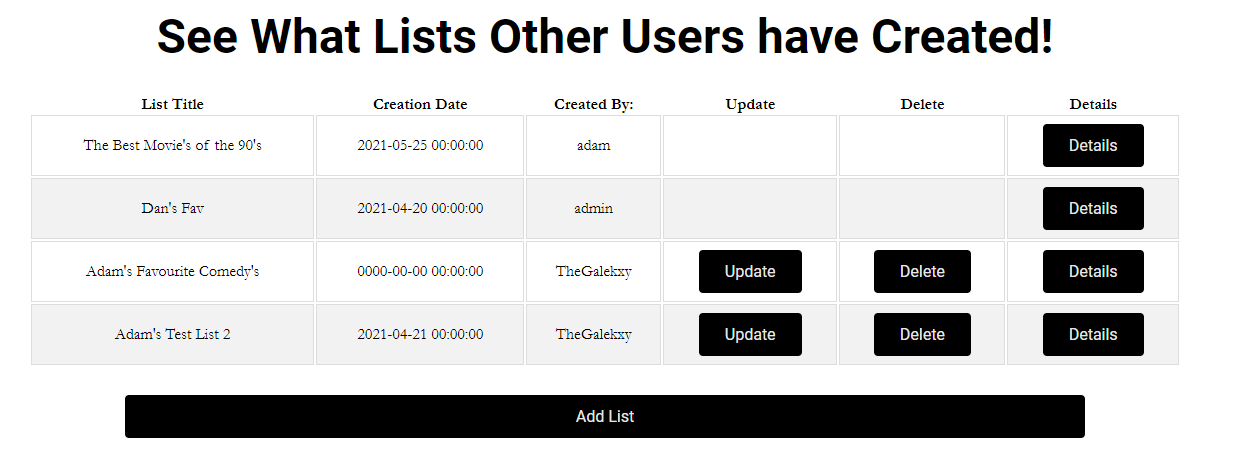 See What Lists Other Users have Created!
List Title Creation Date Created By: Update Delete Details
The Best Movie's of the 90's 2021-05-25 00:00:00 adam Details
Dan's Fav 2021-04-20 00:00:00 admin Details
Adam's Favourite Comedy's 0000-00-00 00:00:00 TheGalekxy Update Delete Details
Adam's Test List 2 2021-04-21 00:00:00 TheGalekxy Update Delete Details
Add List